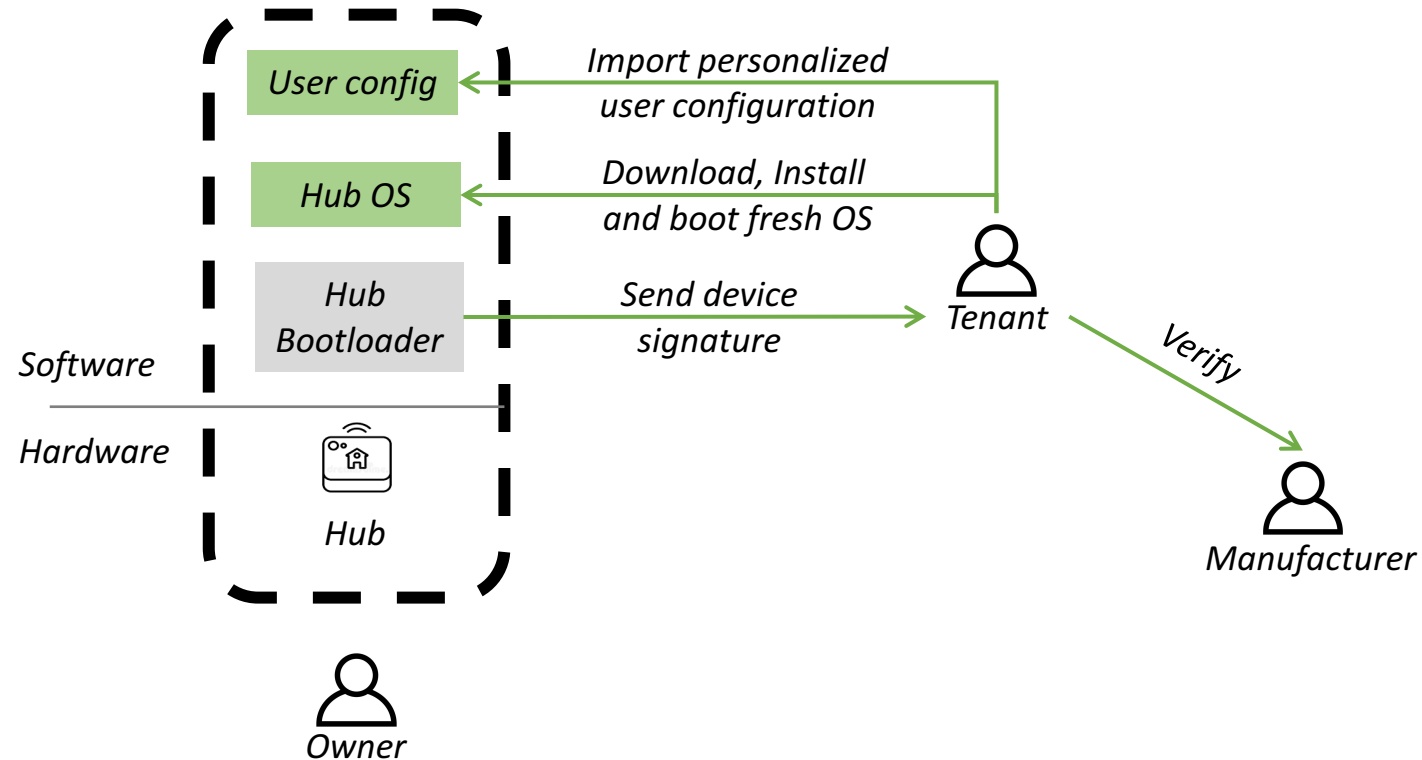 User config
Import personalized
user configuration
Hub OS
Download, Install
and boot fresh OS
Hub
Bootloader
Send device
signature
Tenant
Verify
Software
Hardware
Hub
Manufacturer
Owner